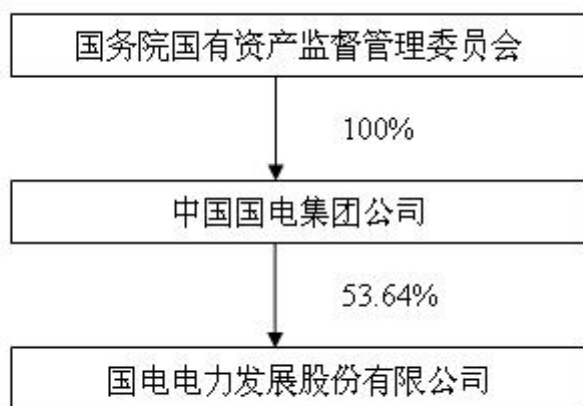 国务院国有资产监督管理委员会
100%
中国国电集团公司
53.64%
国电电力发展股份有限公司